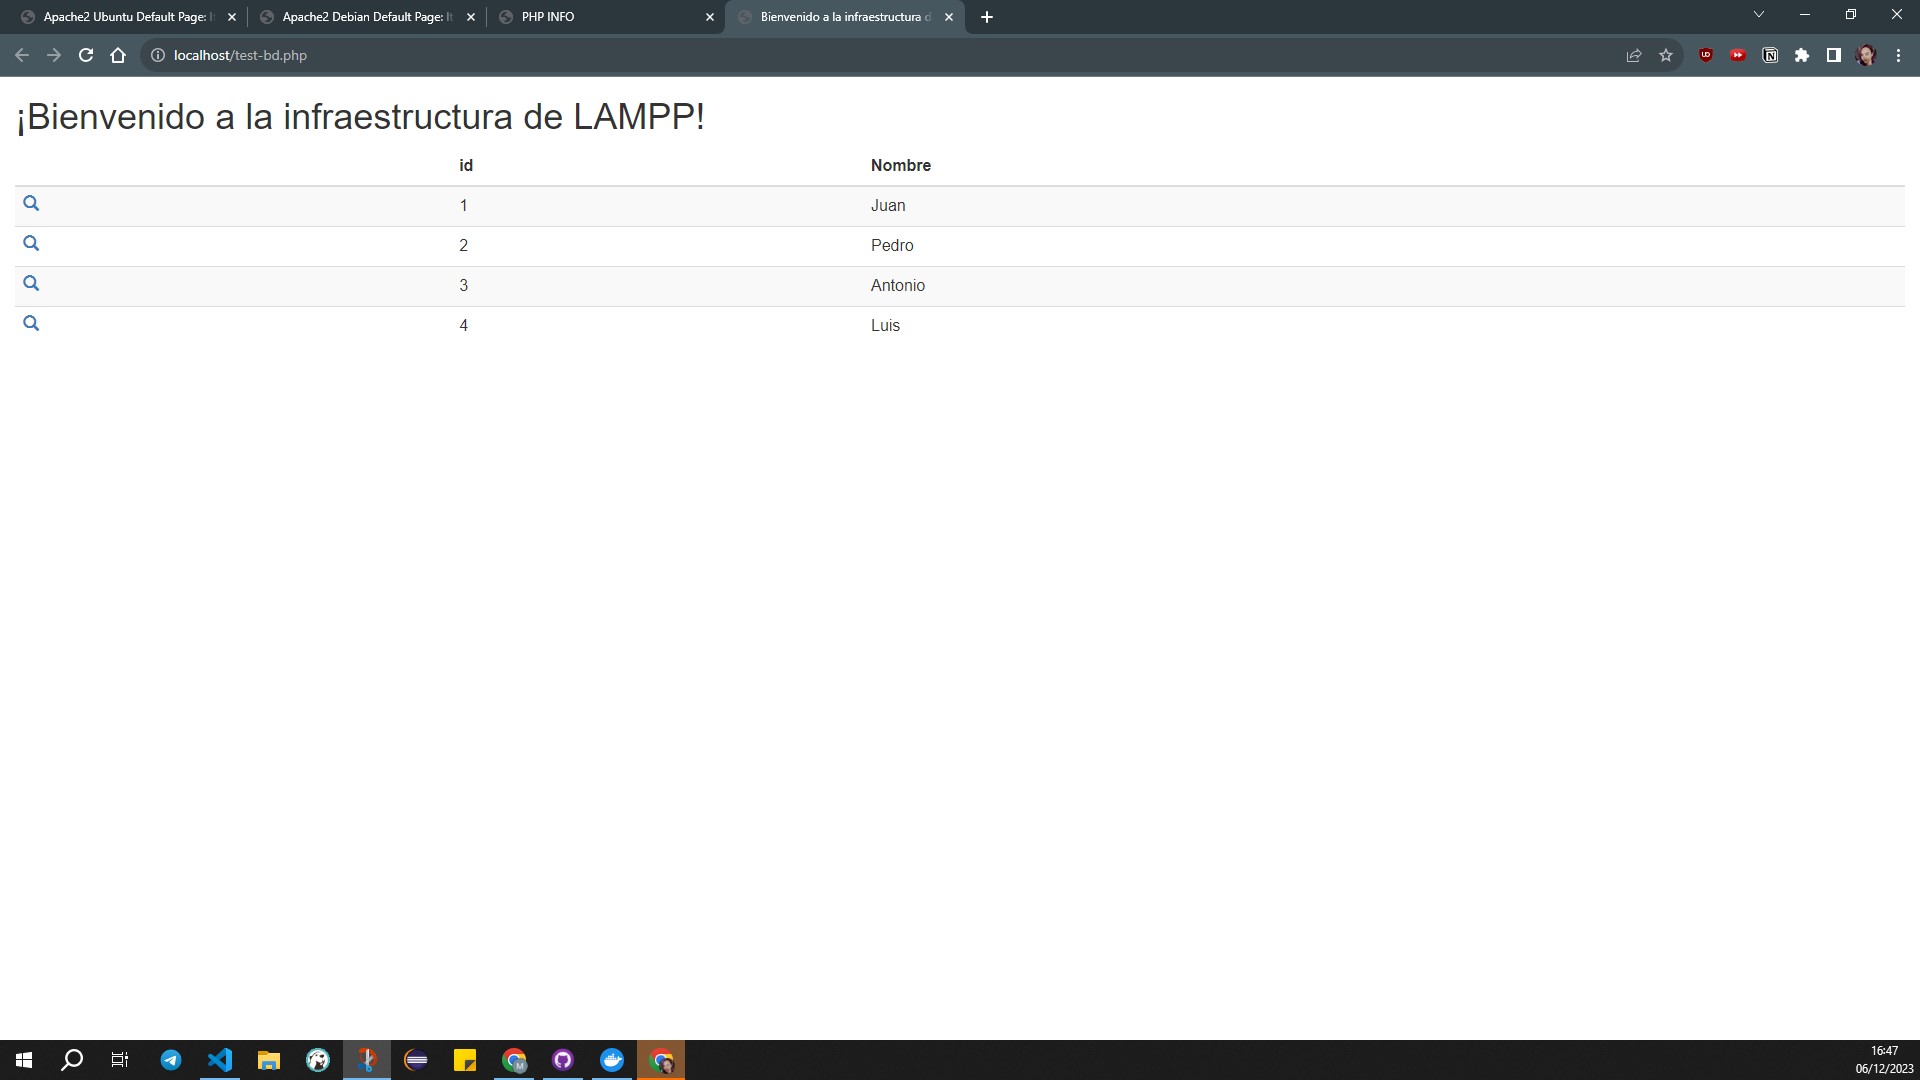 Apache2 Ubuntu Default Page: I
Apache2 Debian Default Page: It
PHP INFO
Bienvenido a la infraestructura d
localhost/test-bd.php
¡Bienvenido a la infraestructura de LAMPP!
id Nombre
1 Juan
2 Pedro
3 Antonio
4 Luis
16:47
06/12/2023